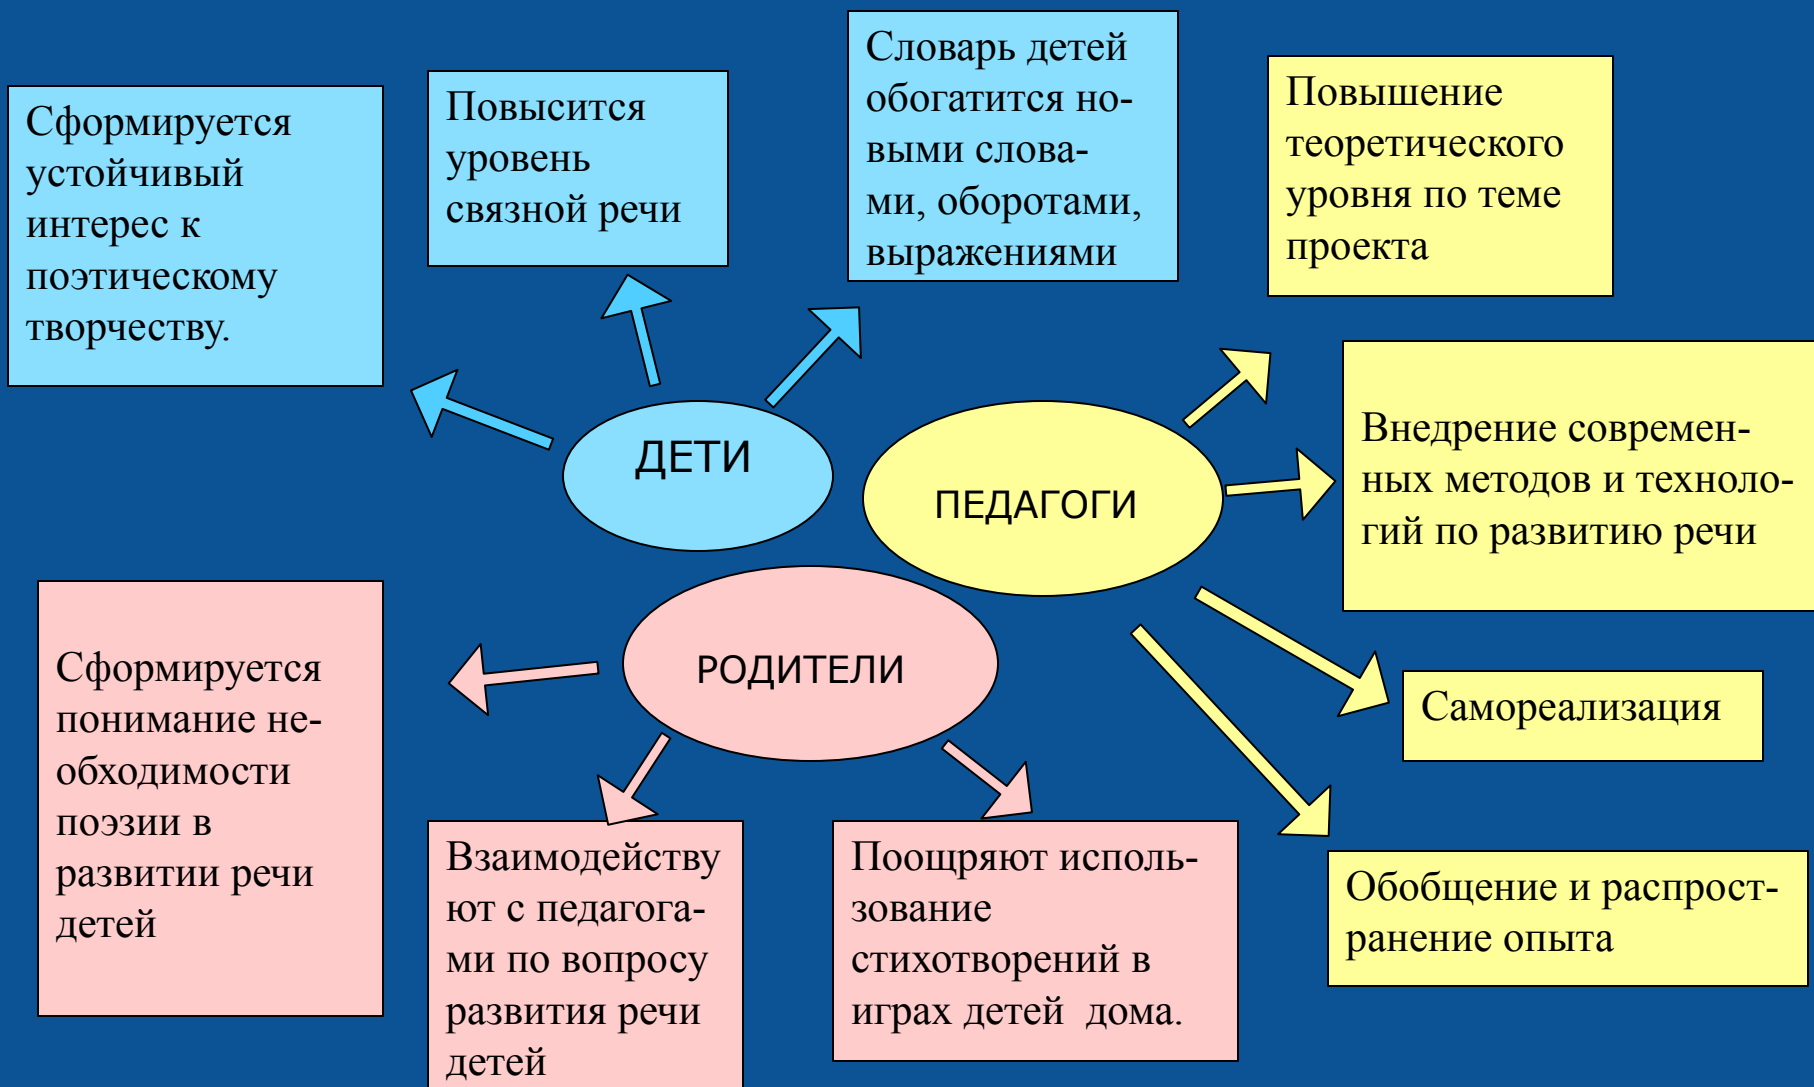 Сформируется
устойчивый
интерес к
поэтическому
творчеству.
Повысится
уровень
связной речи
Словарь детей
обогатится но-
выми слова-
ми, оборотами,
выражениями
Повышение
теоретического
уровня по теме
проекта
ДЕТИ
ПЕДАГОГИ
Внедрение современ-
ных методов и техноло-
гий по развитию речи
РОДИТЕЛИ
Самореализация
Сформируется
понимание не-
обходимости
поэзии в
развитии речи
детей
Взаимодейству
ют с педагога-
ми по вопросу
развития речи
детей
Поощряют исполь-
зование
стихотворений в
играх детей дома.
Обобщение и распрост-
ранение опыта